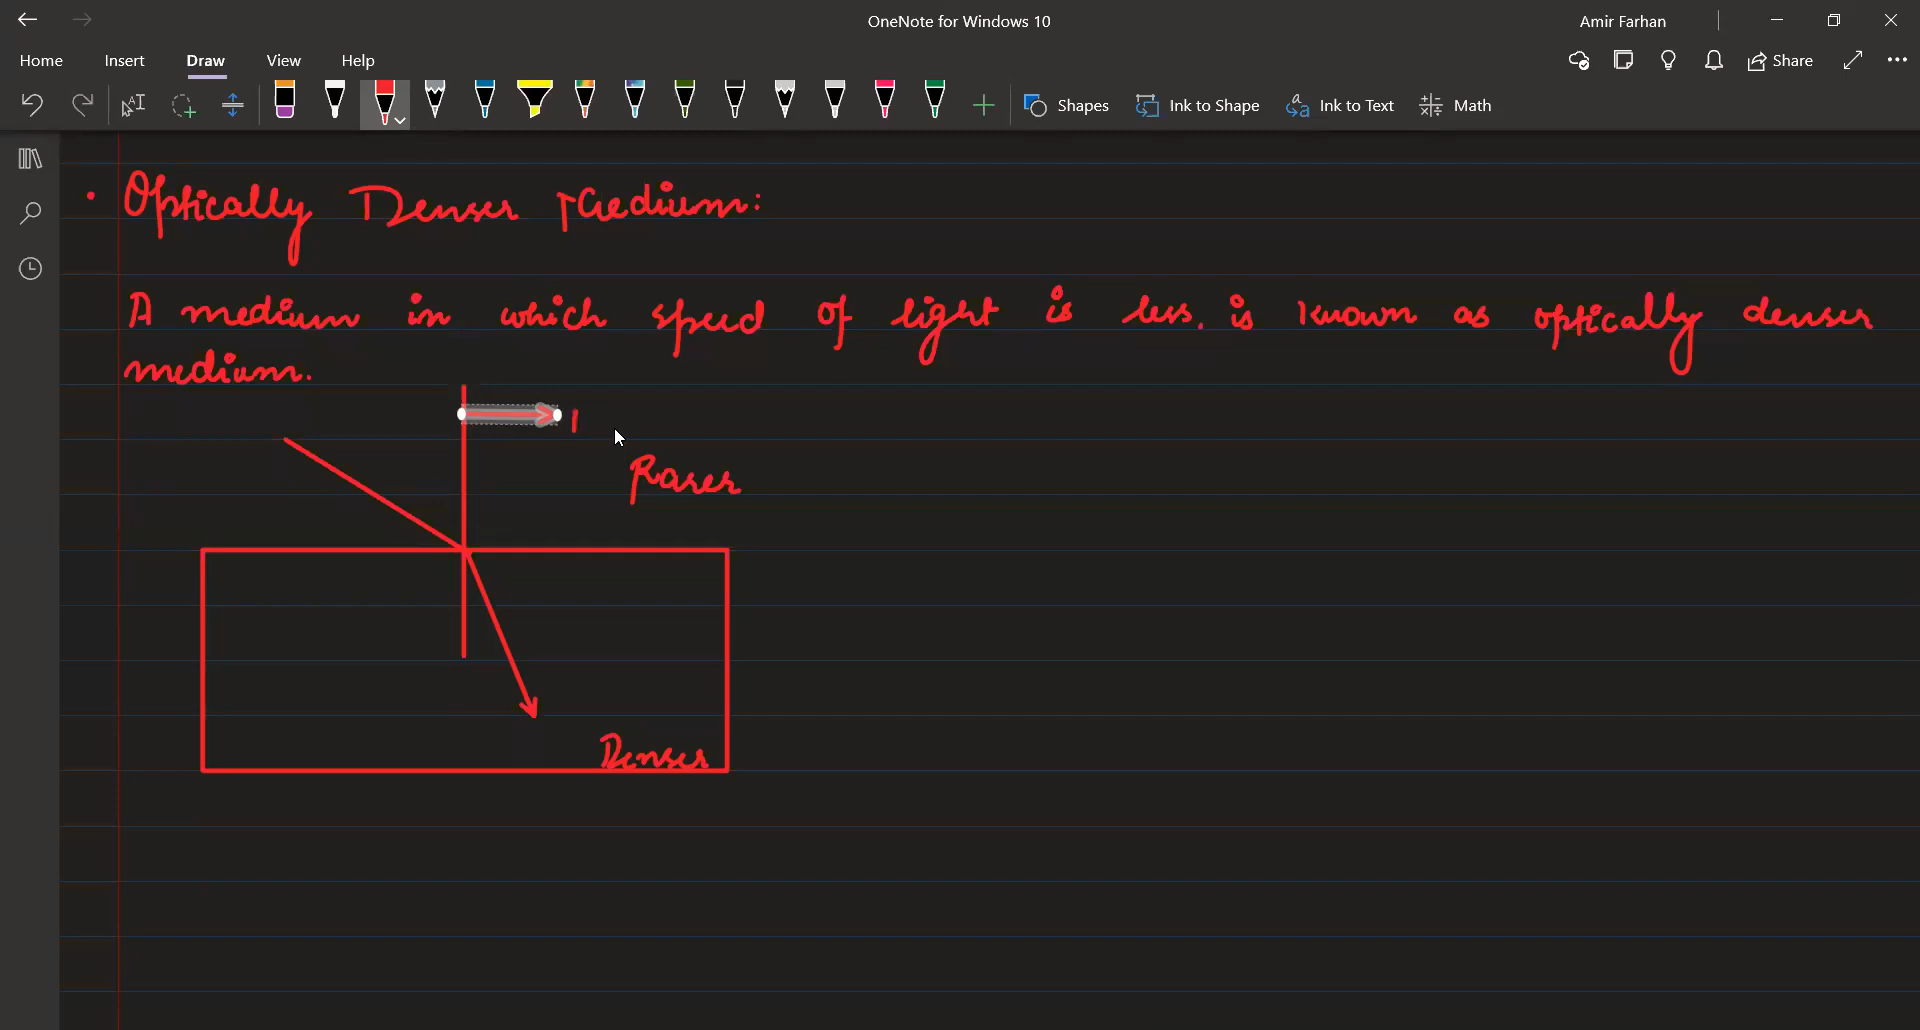 OneNote for Windows 10
Amir Farhan
Home Insert Draw View Help
Share
Shapes Ink to Shape Ink to Text Math
• Optically Denser Medium:
A medium in which speed of light is less. is known as optically denser
medium.
Rarer
Denser